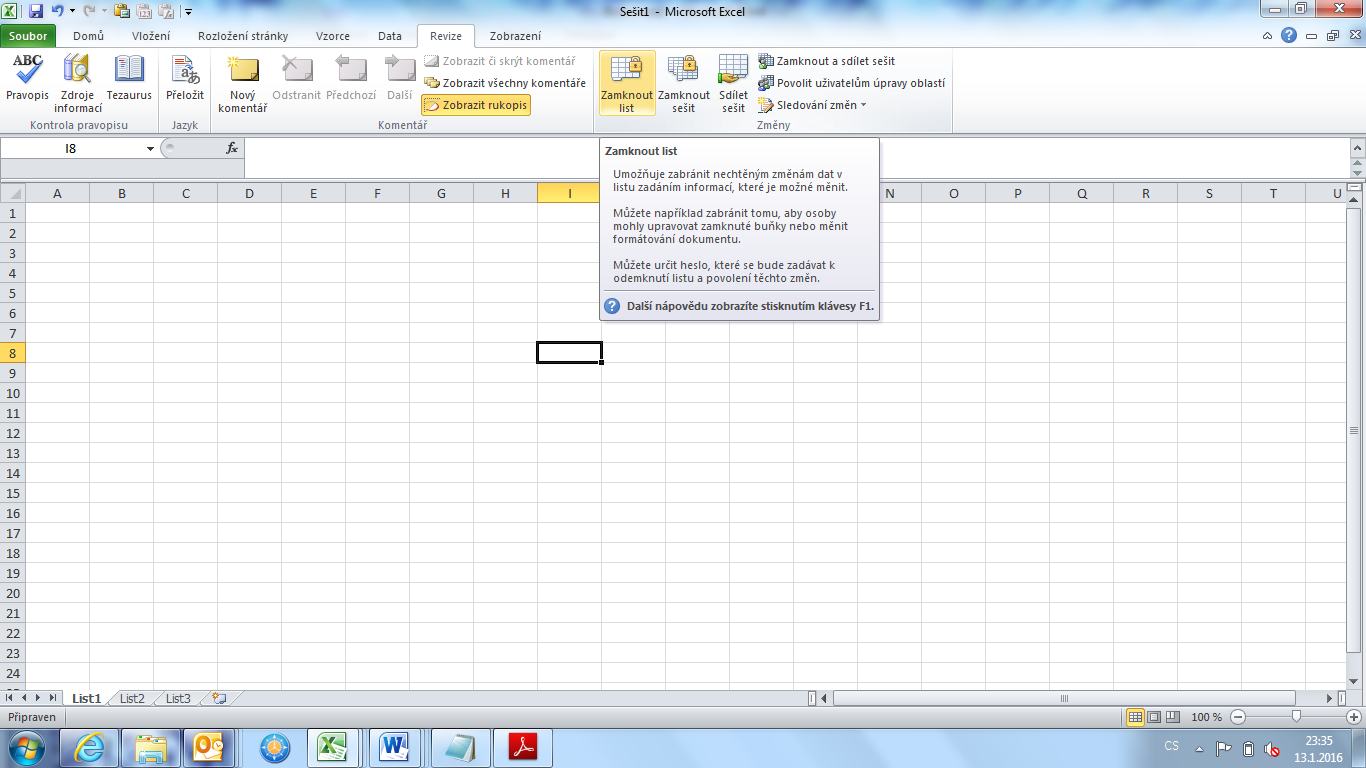 Sešit1 - Microsoft Excel
Soubor Domů Vložení Rozložení stránky Vzorce Data Revize Zobrazení
ABC
Pravopis
Zdroje informací
Tezaurus
Kontrola pravopisu
Přeložit
Jazyk
Nový komentář
Odstranit
Předchozí
Další
Zobrazit či skrýt komentář
Zobrazit všechny komentáře
Zobrazit rukopis
Komentář
Zamknout list
Zamknout sešit
Sdílet sešit
Zamknout a sdílet sešit
Povolit uživatelům úpravy oblastí
Sledování změn
Změny
I8
fx
Zamknout list
Umožňuje zabránit nechtěným změnám dat v
listu zadáním informací, které je možné měnit.
Můžete například zabránit tomu, aby osoby
mohly upravovat zamknuté buňky nebo měnit
formátování dokumentu.
Můžete určit heslo, které se bude zadávat k
odemknutí listu a povolení těchto změn.
Další nápovědu zobrazíte stisknutím klávesy F1.
A B C D E F G H I N O P Q R S T U
1
2
3
4
5
6
7
8
9
10
11
12
13
14
15
16
17
18
19
20
21
22
23
24
List1 List2 List3
Připraven
100 %
CS
23:35
13.1.2016